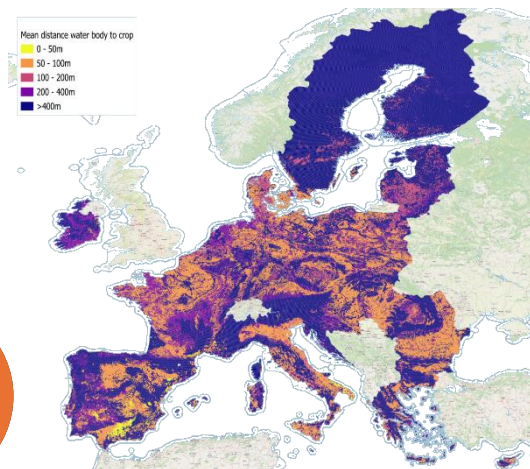 Mean distance water body to crop
0 - 50m
50 - 100m
100 - 200m
200 - 400m
>400m